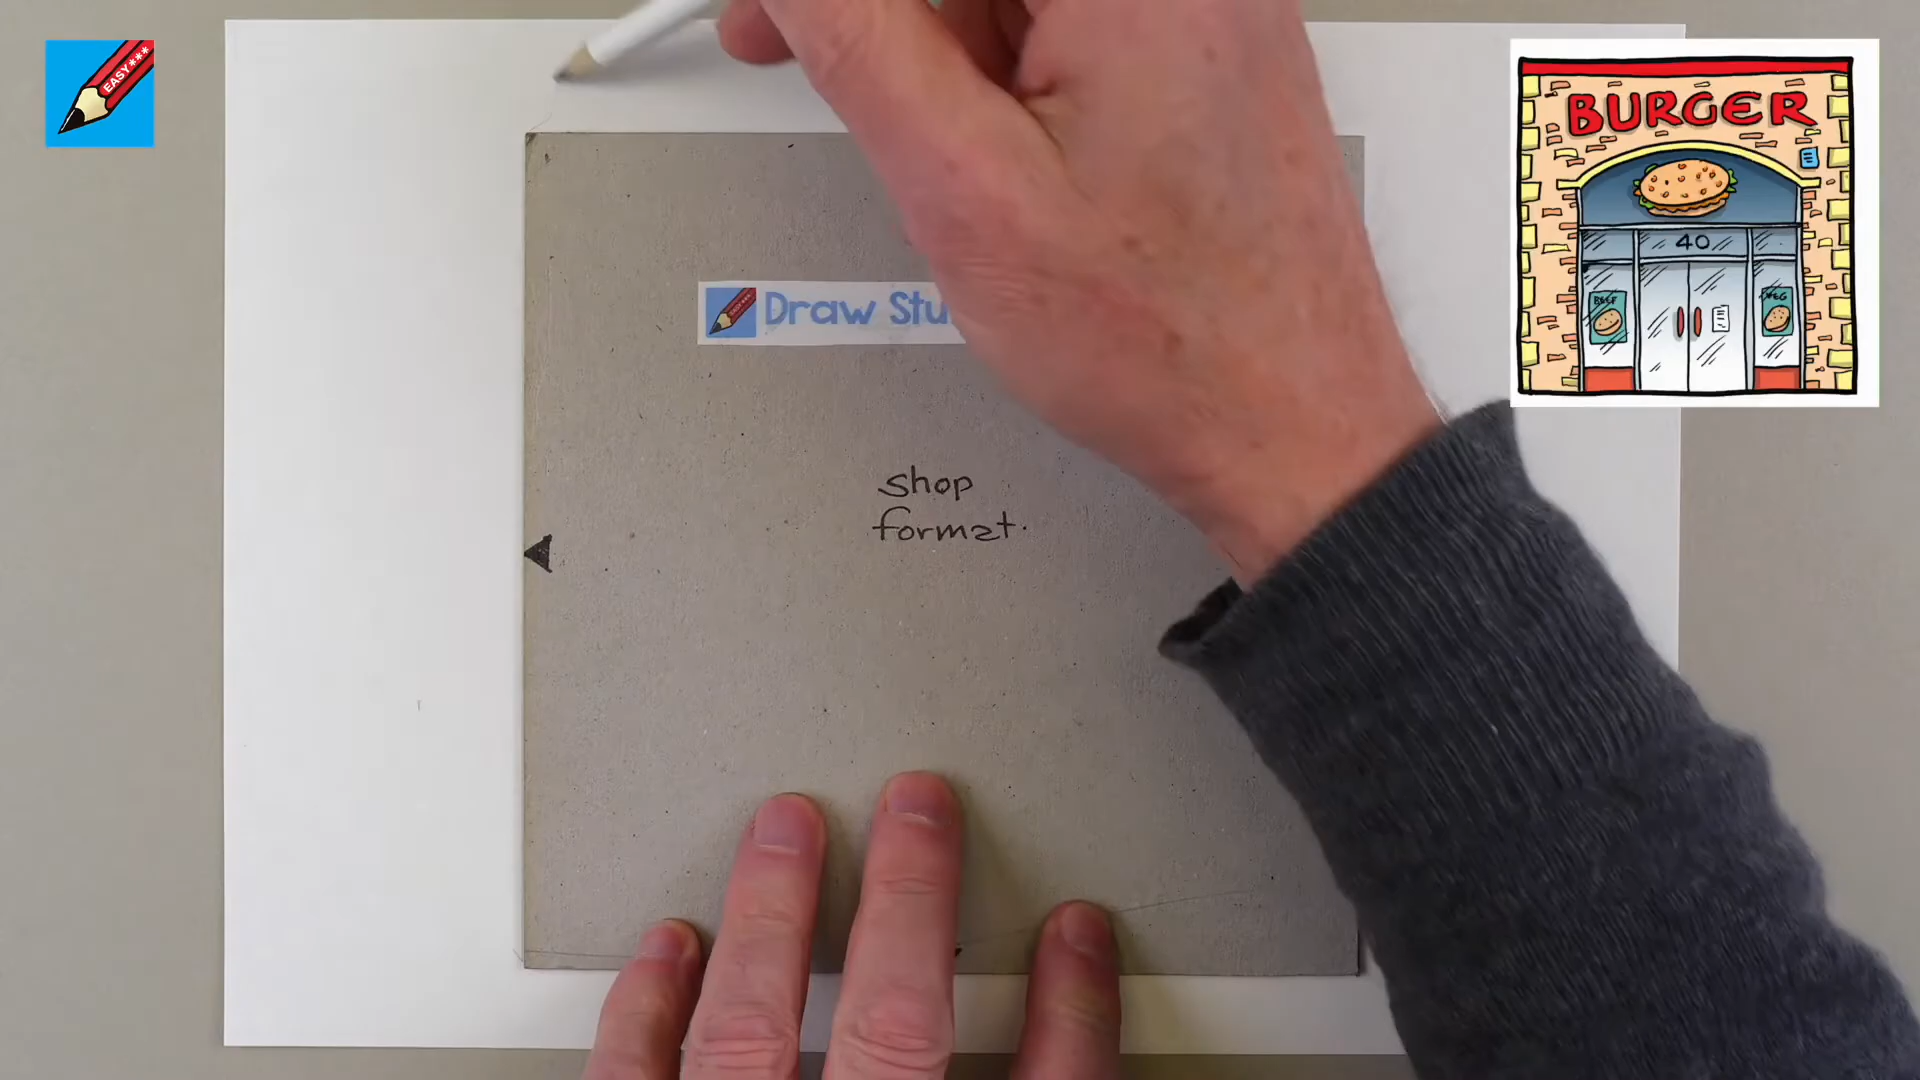 EASY***
BURGER
40
BEEF
VEG
Draw Stu
shop
format.